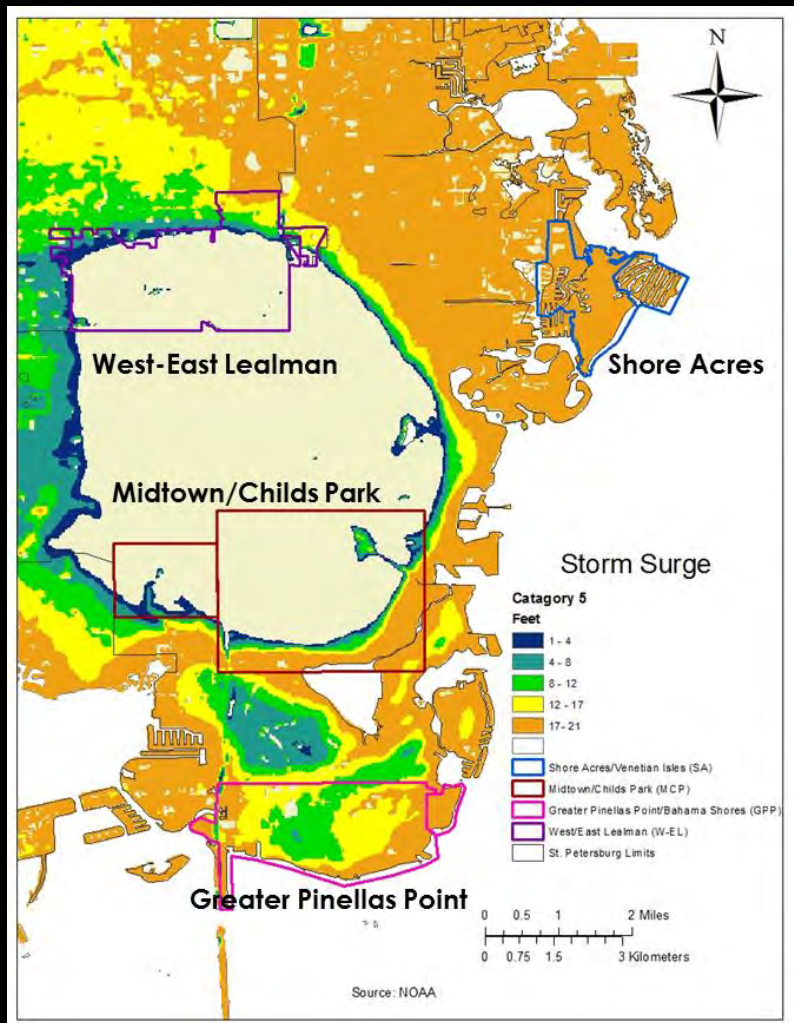 N
West-East Lealman
Shore Acres
Midtown/Childs Park
Storm Surge
Catagory 5
Feet
1 - 4
4 - 8
8 - 12
12 - 17
17- 21
Shore Acres/Venetian Isles (SA)
Midtown/Childs Park (MCP)
Greater Pinellas Point/Bahama Shores (GPP)
West/East Lealman (W-EL)
St. Petersburg Limits
Greater Pinellas Point
0 0.5 1 2 Miles
0 0.75 1.5 3 Kilometers
Source: NOAA